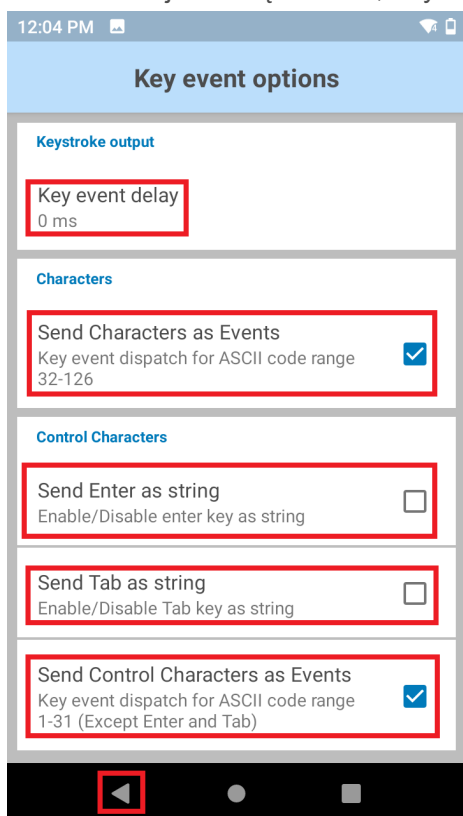 12:04 PM
Key event options
Keystroke output
Key event delay
0 ms
Characters
Send Characters as Events
Key event dispatch for ASCII code range
32-126
Control Characters
Send Enter as string
Enable/Disable enter key as string
Send Tab as string
Enable/Disable Tab key as string
Send Control Characters as Events
Key event dispatch for ASCII code range
1-31 (Except Enter and Tab)